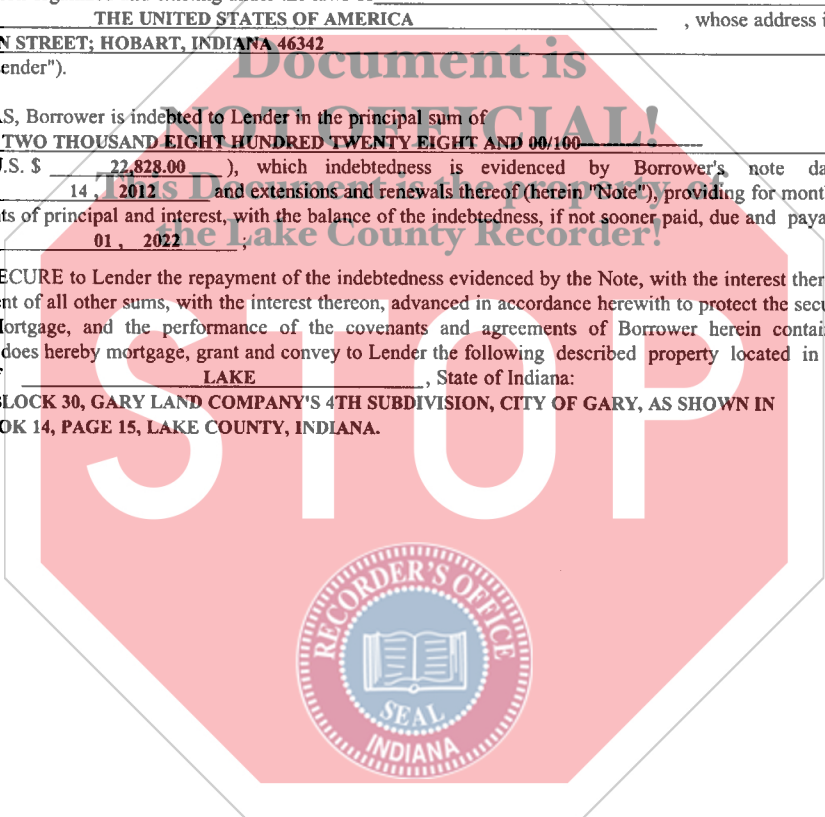 THE UNITED STATES OF AMERICA , whose address i
Document is
N STREET; HOBART, INDIANA 46342
ender").
NOT OFFICIAL!
AS, Borrower is indebted to Lender in the principal sum of
TWO THOUSAND EIGHT HUNDRED TWENTY EIGHT AND 00/100
U.S. $ 22,828.00 ), which indebtedness is evidenced by Borrower's note da
This Document is the property of
14 , 2012 and extensions and renewals thereof (herein "Note"), providing for mont
ts of principal and interest, with the balance of the indebtedness, if not sooner paid, due and paya
the Lake County Recorder!
01 , 2022 ;
ECURE to Lender the repayment of the indebtedness evidenced by the Note, with the interest ther
ent of all other sums, with the interest thereon, advanced in accordance herewith to protect the secu
Mortgage, and the performance of the covenants and agreements of Borrower herein contai
does hereby mortgage, grant and convey to Lender the following described property located in
LAKE , State of Indiana:
BLOCK 30, GARY LAND COMPANY'S 4TH SUBDIVISION, CITY OF GARY, AS SHOWN IN
OK 14, PAGE 15, LAKE COUNTY, INDIANA.
STOP
RECORDER'S OFFICE
SEAL
INDIANA